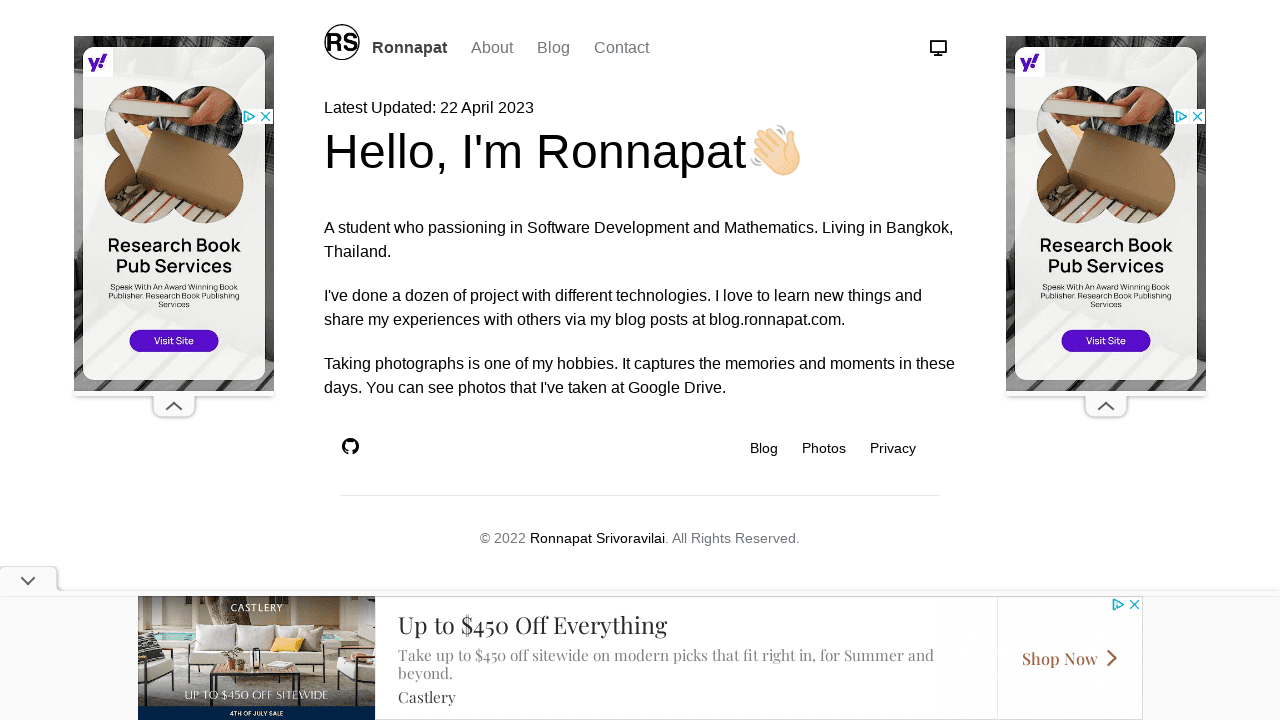 RS
Ronnapat About Blog Contact
Latest Updated: 22 April 2023
Hello, I'm Ronnapat👋🏼
A student who passioning in Software Development and Mathematics. Living in Bangkok,
Thailand.
I've done a dozen of project with different technologies. I love to learn new things and
share my experiences with others via my blog posts at blog.ronnapat.com.
Taking photographs is one of my hobbies. It captures the memories and moments in these
days. You can see photos that I've taken at Google Drive.
Blog Photos Privacy
© 2022 Ronnapat Srivoravilai. All Rights Reserved.
y!
Research Book
Pub Services
Speak With An Award Winning Book
Publisher. Research Book Publishing
Services
Visit Site
y!
Research Book
Pub Services
Speak With An Award Winning Book
Publisher. Research Book Publishing
Services
Visit Site
CASTLERY
UP TO $450 OFF SITEWIDE
4TH OF JULY SALE
Up to $450 Off Everything
Take up to $450 off sitewide on modern picks that fit right in, for Summer and
beyond.
Castlery
Shop Now